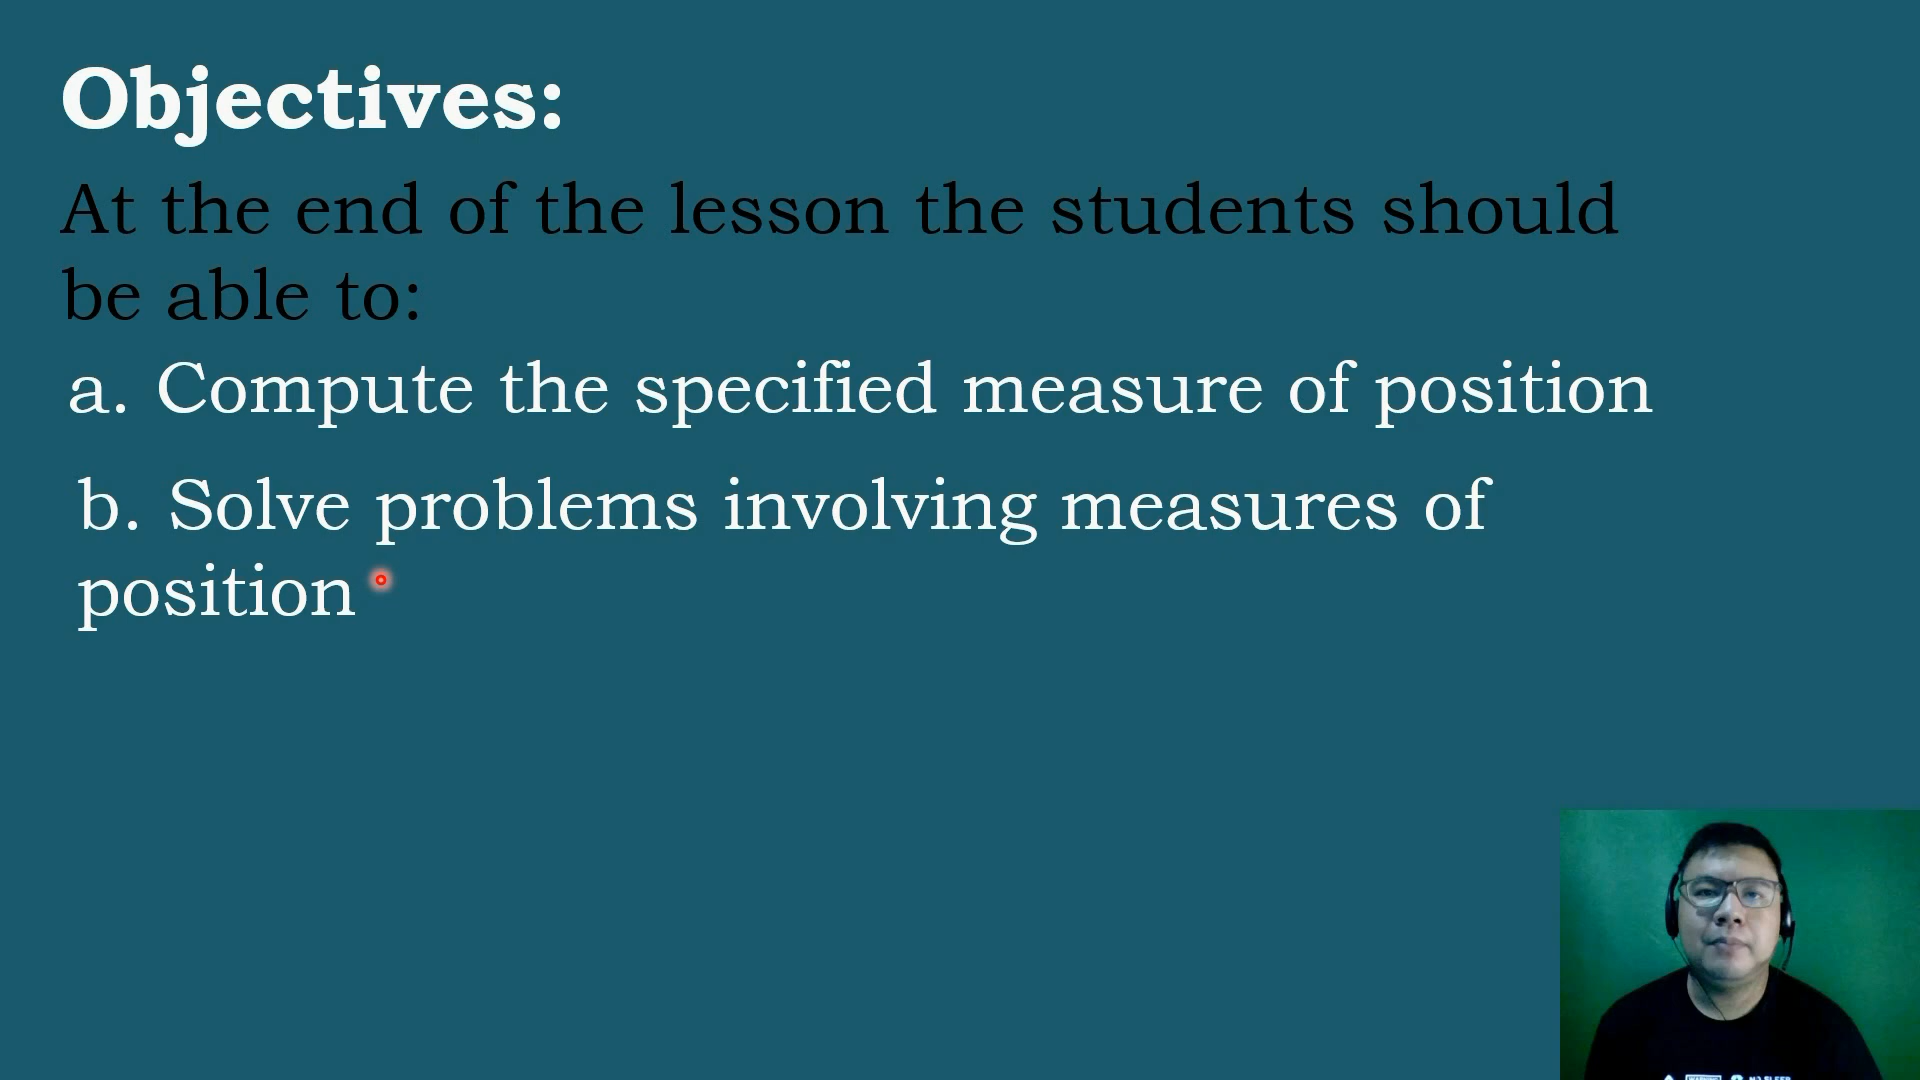 Objectives:
At the end of the lesson the students should
be able to:
a. Compute the specified measure of position
b. Solve problems involving measures of
position